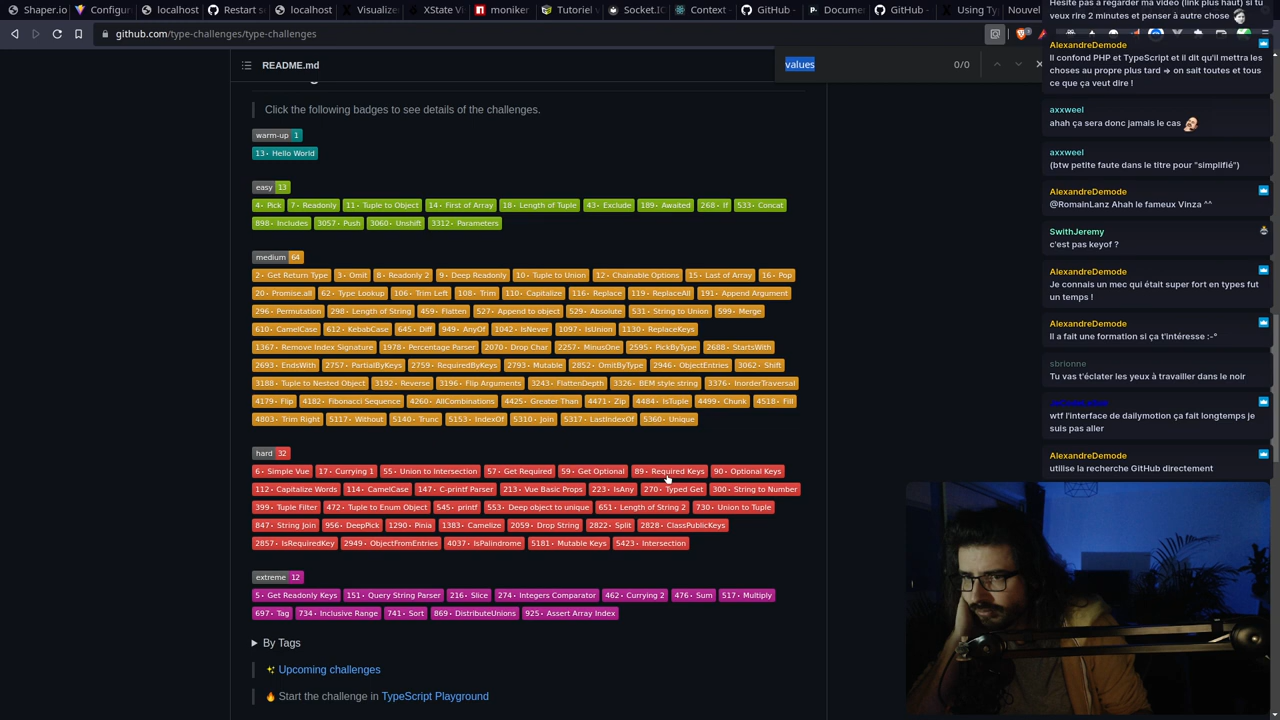 Shaper.io
Configur
localhost
Restart s
localhost
Visualize
XState Vi
moniker
Tutoriel v
Socket.IC
Context -
GitHub -
Docume
GitHub -
Using Ty
Nouvel
github.com/type-challenges/type-challenges
README.md
values
0/0
Click the following badges to see details of the challenges.
warm-up 1
13・Hello World
easy 13
4・Pick 7・Readonly 11・Tuple to Object 14・First of Array 18・Length of Tuple 43・Exclude 189・Awaited 268・If 533・Concat
898・Includes 3057・Push 3060・Unshift 3312・Parameters
medium 64
2・Get Return Type 3・Omit 8・Readonly 2 9・Deep Readonly 10・Tuple to Union 12・Chainable Options 15・Last of Array 16・Pop
20・Promise.all 62・Type Lookup 106・Trim Left 108・Trim 110・Capitalize 116・Replace 119・ReplaceAll 191・Append Argument
296・Permutation 298・Length of String 459・Flatten 527・Append to object 529・Absolute 531・String to Union 599・Merge
610・CamelCase 612・KebabCase 645・Diff 949・AnyOf 1042・IsNever 1097・IsUnion 1130・ReplaceKeys
1367・Remove Index Signature 1978・Percentage Parser 2070・Drop Char 2257・MinusOne 2595・PickByType 2688・StartsWith
2693・EndsWith 2757・PartialByKeys 2759・RequiredByKeys 2793・Mutable 2852・OmitByType 2946・ObjectEntries 3062・Shift
3188・Tuple to Nested Object 3192・Reverse 3196・Flip Arguments 3243・FlattenDepth 3326・BEM style string 3376・InorderTraversal
4179・Flip 4182・Fibonacci Sequence 4260・AllCombinations 4425・Greater Than 4471・Zip 4484・IsTuple 4499・Chunk 4518・Fill
4803・Trim Right 5117・Without 5140・Trunc 5153・IndexOf 5310・Join 5317・LastIndexOf 5360・Unique
hard 32
6・Simple Vue 17・Currying 1 55・Union to Intersection 57・Get Required 59・Get Optional 89・Required Keys 90・Optional Keys
112・Capitalize Words 114・CamelCase 147・C-printf Parser 213・Vue Basic Props 223・IsAny 270・Typed Get 300・String to Number
399・Tuple Filter 472・Tuple to Enum Object 545・printf 553・Deep object to unique 651・Length of String 2 730・Union to Tuple
847・String Join 956・DeepPick 1290・Pinia 1383・Camelize 2059・Drop String 2822・Split 2828・ClassPublicKeys
2857・IsRequiredKey 2949・ObjectFromEntries 4037・IsPalindrome 5181・Mutable Keys 5423・Intersection
extreme 12
5・Get Readonly Keys 151・Query String Parser 216・Slice 274・Integers Comparator 462・Currying 2 476・Sum 517・Multiply
697・Tag 734・Inclusive Range 741・Sort 869・DistributeUnions 925・Assert Array Index
By Tags
Upcoming challenges
Start the challenge in TypeScript Playground
Hesite pas a regarder ma video (link plus haut) si tu
veux rire 2 minutes et penser à autre chose
AlexandreDemode
Il confond PHP et TypeScript et il dit qu'il mettra les
choses au propre plus tard => on sait toutes et tous
ce que ça veut dire !
axxweel
ahah ça sera donc jamais le cas
axxweel
(btw petite faute dans le titre pour "simplifié")
AlexandreDemode
@RomainLanz Ahah le fameux Vinza ^^
SwithJeremy
c'est pas keyof ?
AlexandreDemode
Je connais un mec qui était super fort en types fut
un temps !
AlexandreDemode
Il a fait une formation si ça t'intéresse :-°
sbrionne
Tu vas t'éclater les yeux à travailler dans le noir
wtf l'interface de dailymotion ça fait longtemps je
suis pas aller
AlexandreDemode
utilise la recherche GitHub directement